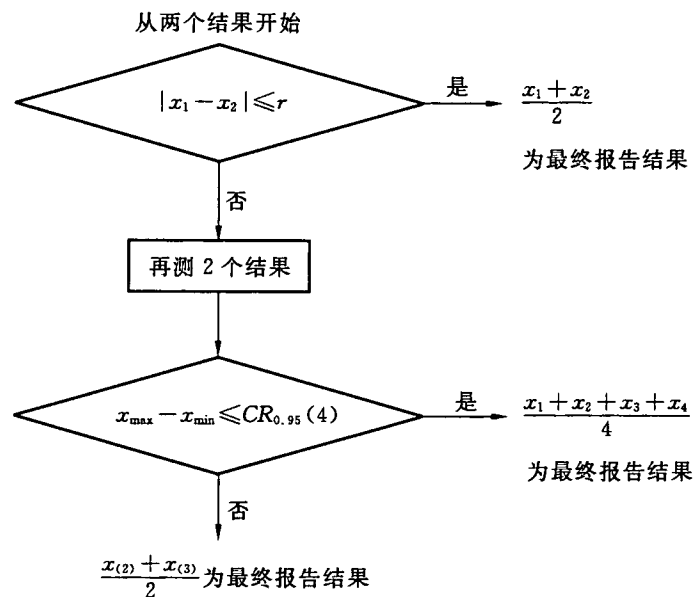 从两个结果开始
|x₁－x₂|≤r
是
x₁＋x₂
2
为最终报告结果
否
再测 2 个结果
x_max－x_min≤CR₀.₉₅(4)
是
x₁＋x₂＋x₃＋x₄
4
为最终报告结果
否
x₍₂₎＋x₍₃₎
2
为最终报告结果